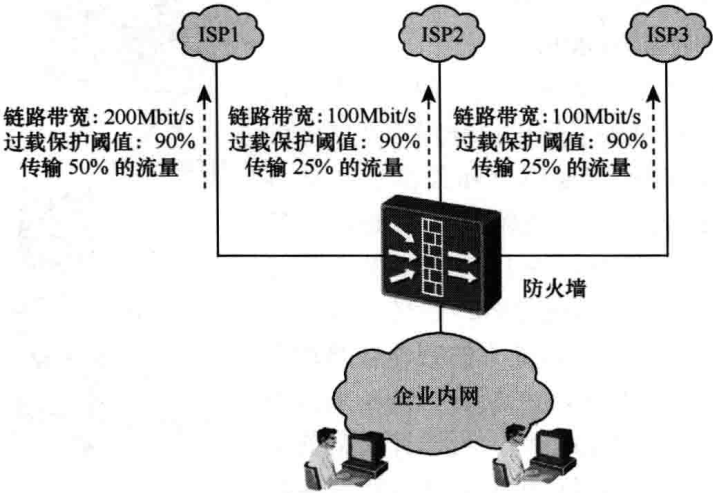 ISP1
ISP2
ISP3
链路带宽：200Mbit/s
过载保护阈值：90%
传输 50% 的流量
链路带宽：100Mbit/s
过载保护阈值：90%
传输 25% 的流量
链路带宽：100Mbit/s
过载保护阈值：90%
传输 25% 的流量
防火墙
企业内网